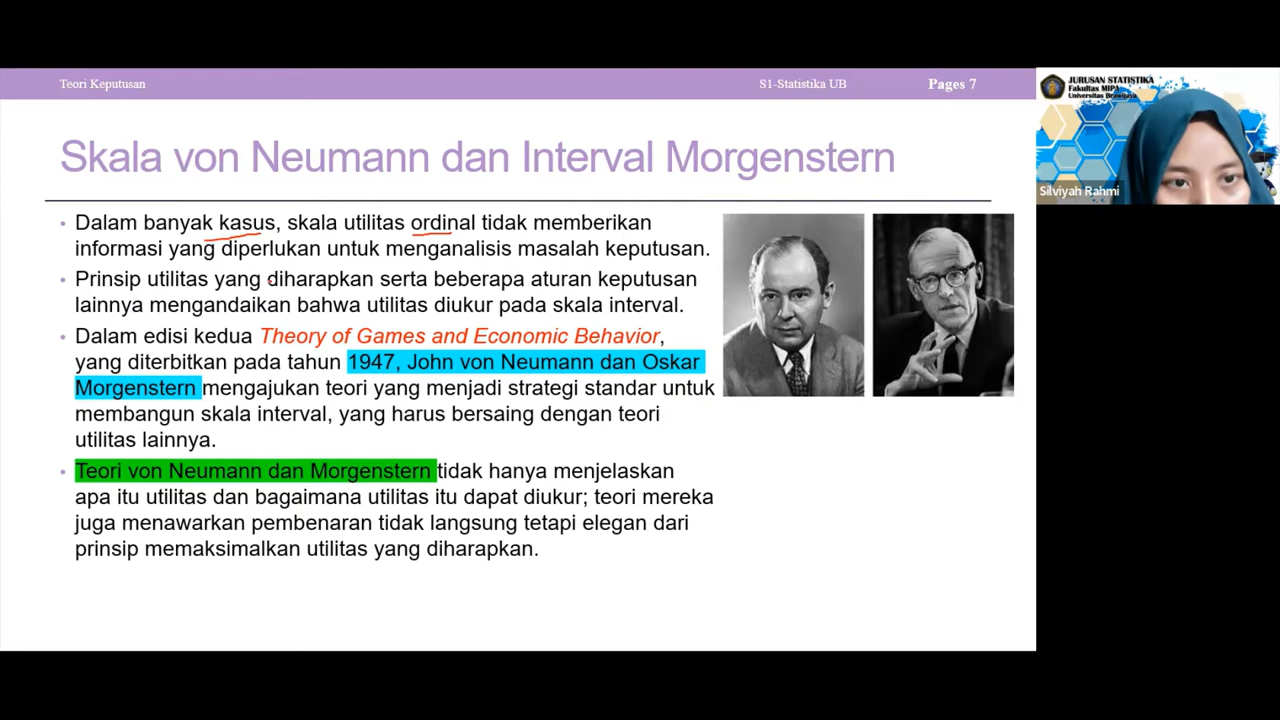 Teori Keputusan
S1-Statistika UB
Pages 7
JURUSAN STATISTIKA
Fakultas MIPA
Universitas Brawijaya
Silviyah Rahmi
Skala von Neumann dan Interval Morgenstern
• Dalam banyak kasus, skala utilitas ordinal tidak memberikan
informasi yang diperlukan untuk menganalisis masalah keputusan.
• Prinsip utilitas yang diharapkan serta beberapa aturan keputusan
lainnya mengandaikan bahwa utilitas diukur pada skala interval.
• Dalam edisi kedua Theory of Games and Economic Behavior,
yang diterbitkan pada tahun 1947, John von Neumann dan Oskar
Morgenstern mengajukan teori yang menjadi strategi standar untuk
membangun skala interval, yang harus bersaing dengan teori
utilitas lainnya.
• Teori von Neumann dan Morgenstern tidak hanya menjelaskan
apa itu utilitas dan bagaimana utilitas itu dapat diukur; teori mereka
juga menawarkan pembenaran tidak langsung tetapi elegan dari
prinsip memaksimalkan utilitas yang diharapkan.